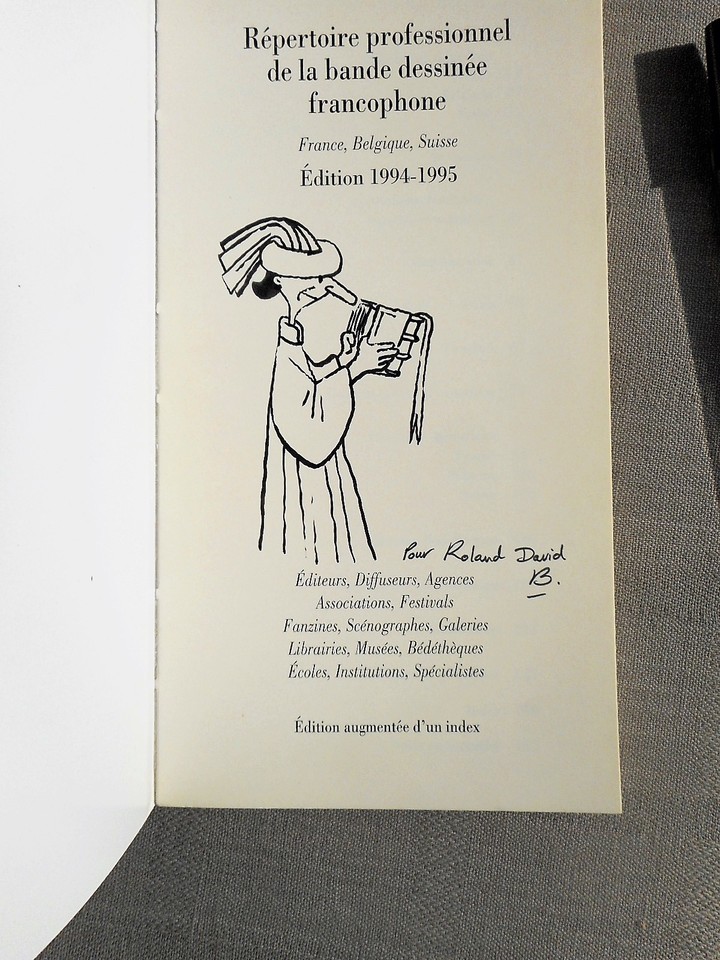 Répertoire professionnel
de la bande dessinée
francophone
France, Belgique, Suisse
Édition 1994-1995
Pour Roland David
B.
Éditeurs, Diffuseurs, Agences
Associations, Festivals
Fanzines, Scénographes, Galeries
Librairies, Musées, Bédéthèques
Écoles, Institutions, Spécialistes
Édition augmentée d'un index